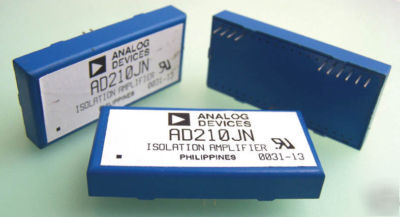 ANALOG
DEVICES
AD210JN
ISOLATION AMPLIFIER
PHILIPPINES 0031-13
ANALOG
DEVICES
AD210JN
ISOLATION AMPLIFIER
PHILIPPINES 0031-13